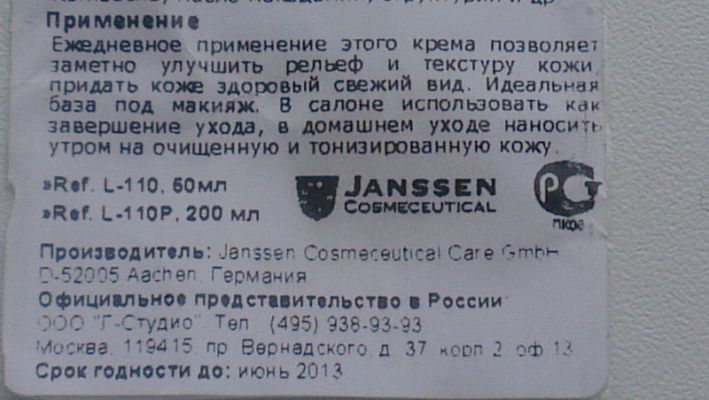 Применение
Ежедневное применение этого крема позволяет
заметно улучшить рельеф и текстуру кожи,
придать коже здоровый свежий вид. Идеальная
база под макияж. В салоне использовать как
завершение ухода, в домашнем уходе наносить
утром на очищенную и тонизированную кожу.
»Ref. L-110, 50мл
»Ref. L-110P, 200 мл
JANSSEN
COSMECEUTICAL
РСТ
Производитель: Janssen Cosmeceutical Care GmbH
D-52005 Aachen, Германия
Официальное представительство в России
ООО "Г-Студио" Тел. (495) 938-93-93
Москва, 119415, пр. Вернадского д. 37 корп 2 оф 13
Срок годности до: июнь 2013